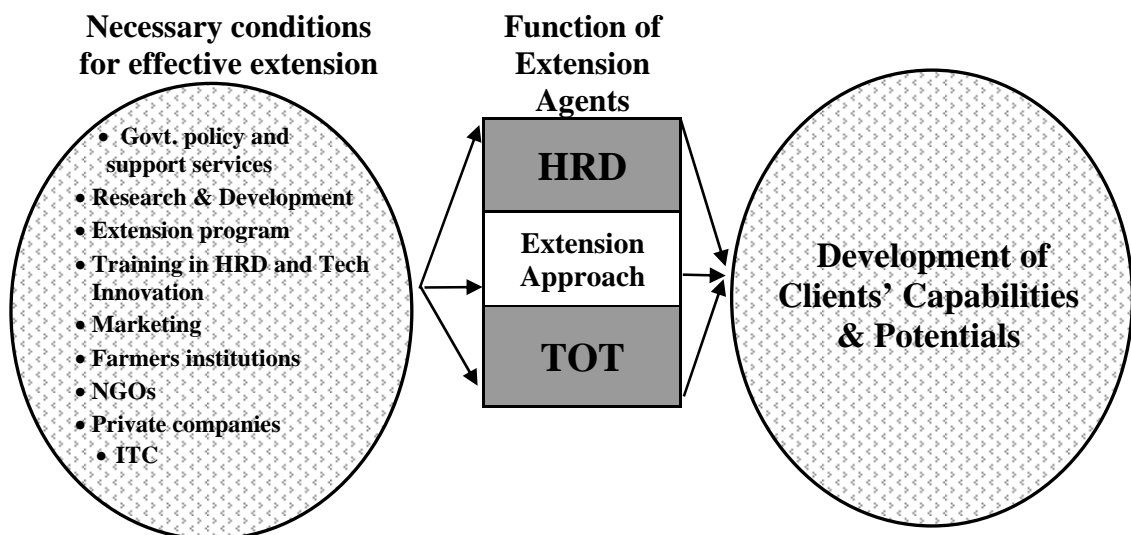 Necessary conditions
for effective extension
• Govt. policy and
support services
• Research & Development
• Extension program
• Training in HRD and Tech
Innovation
• Marketing
• Farmers institutions
• NGOs
• Private companies
• ITC
Function of
Extension
Agents
HRD
Extension
Approach
TOT
Development of
Clients’ Capabilities
& Potentials